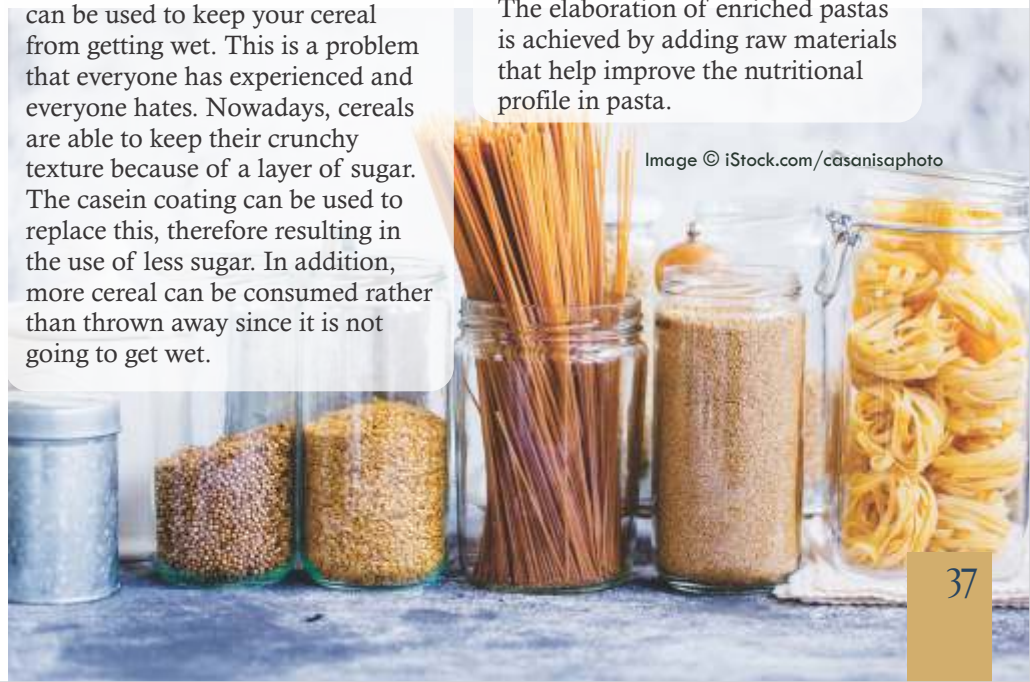 can be used to keep your cereal
from getting wet. This is a problem
that everyone has experienced and
everyone hates. Nowadays, cereals
are able to keep their crunchy
texture because of a layer of sugar.
The casein coating can be used to
replace this, therefore resulting in
the use of less sugar. In addition,
more cereal can be consumed rather
than thrown away since it is not
going to get wet.
The elaboration of enriched pastas
is achieved by adding raw materials
that help improve the nutritional
profile in pasta.
Image © iStock.com/casanisaphoto
37